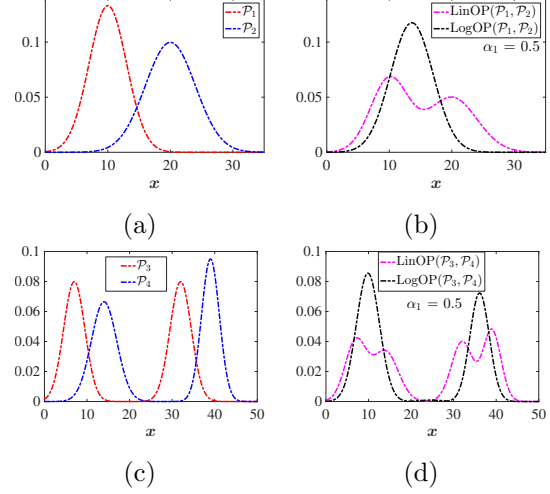 0.1
0.05
0
0 10 20 30
x
P1
P2
(a)
0.1
0.05
0
0 10 20 30
x
LinOP(P1, P2)
LogOP(P1, P2)
α1 = 0.5
(b)
0.1
0.08
0.06
0.04
0.02
0
0 10 20 30 40 50
x
P3
P4
(c)
0.1
0.08
0.06
0.04
0.02
0
0 10 20 30 40 50
x
LinOP(P3, P4)
LogOP(P3, P4)
α1 = 0.5
(d)